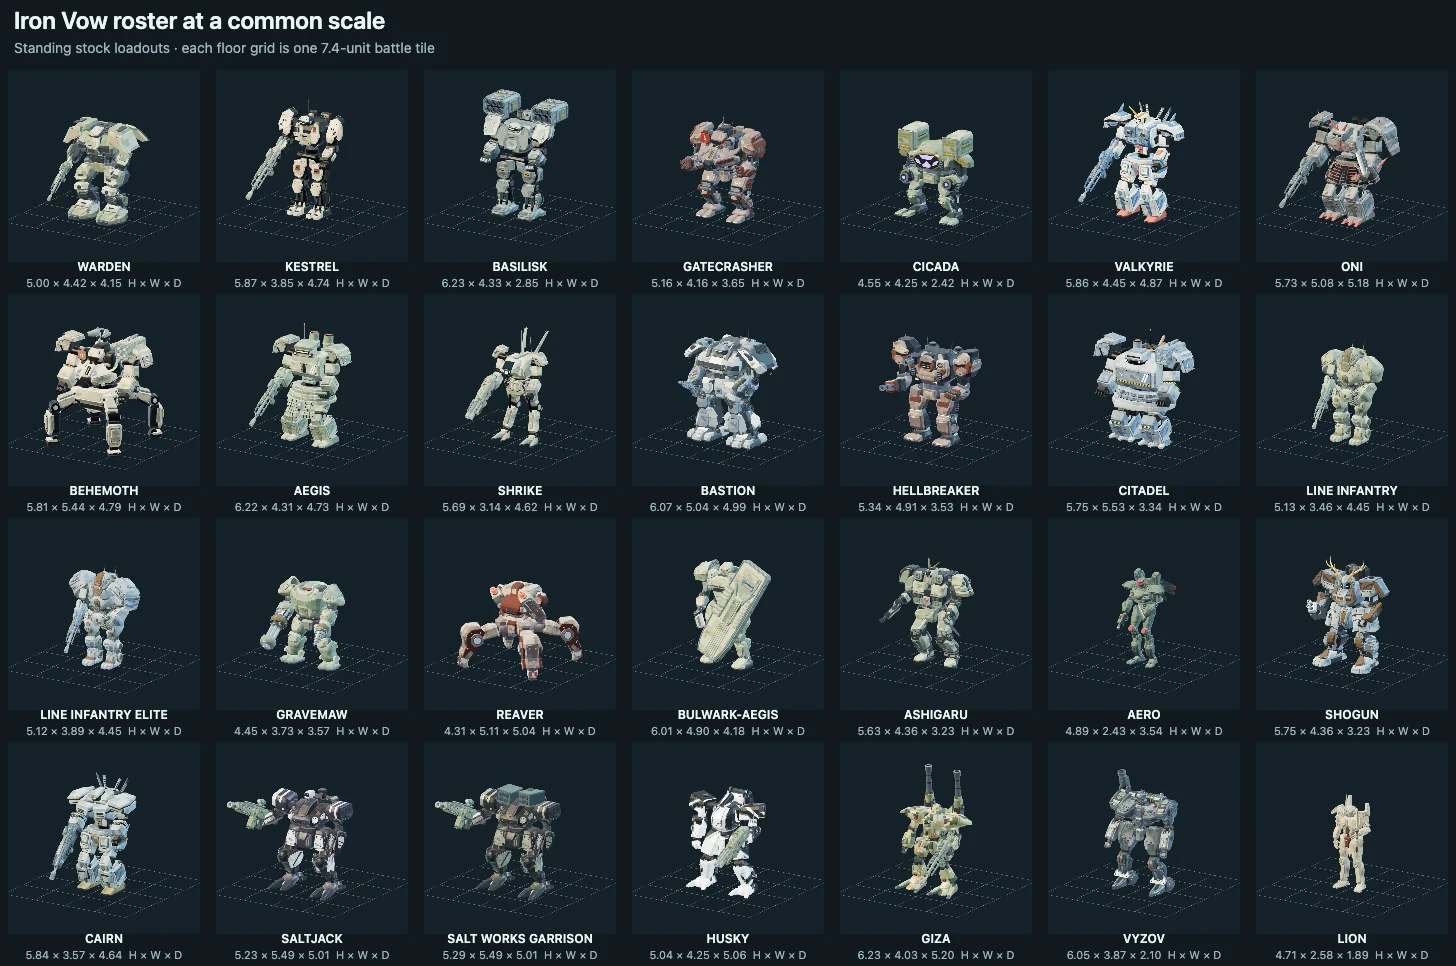 Iron Vow roster at a common scale
Standing stock loadouts · each floor grid is one 7.4-unit battle tile
WARDEN
5.00 × 4.42 × 4.15 H × W × D
KESTREL
5.87 × 3.85 × 4.74 H × W × D
BASILISK
6.23 × 4.33 × 2.85 H × W × D
GATECRASHER
5.16 × 4.16 × 3.65 H × W × D
CICADA
4.55 × 4.25 × 2.42 H × W × D
VALKYRIE
5.86 × 4.45 × 4.87 H × W × D
ONI
5.73 × 5.08 × 5.18 H × W × D
BEHEMOTH
5.81 × 5.44 × 4.79 H × W × D
AEGIS
6.22 × 4.31 × 4.73 H × W × D
SHRIKE
5.69 × 3.14 × 4.62 H × W × D
BASTION
6.07 × 5.04 × 4.99 H × W × D
HELLBREAKER
5.34 × 4.91 × 3.53 H × W × D
CITADEL
5.75 × 5.53 × 3.34 H × W × D
LINE INFANTRY
5.13 × 3.46 × 4.45 H × W × D
LINE INFANTRY ELITE
5.12 × 3.89 × 4.45 H × W × D
GRAVEMAW
4.45 × 3.73 × 3.57 H × W × D
REAVER
4.31 × 5.11 × 5.04 H × W × D
BULWARK-AEGIS
6.01 × 4.90 × 4.18 H × W × D
ASHIGARU
5.63 × 4.36 × 3.23 H × W × D
AERO
4.89 × 2.43 × 3.54 H × W × D
SHOGUN
5.75 × 4.36 × 3.23 H × W × D
CAIRN
5.84 × 3.57 × 4.64 H × W × D
SALTJACK
5.23 × 5.49 × 5.01 H × W × D
SALT WORKS GARRISON
5.29 × 5.49 × 5.01 H × W × D
HUSKY
5.04 × 4.25 × 5.06 H × W × D
GIZA
6.23 × 4.03 × 5.20 H × W × D
VYZOV
6.05 × 3.87 × 2.10 H × W × D
LION
4.71 × 2.58 × 1.89 H × W × D